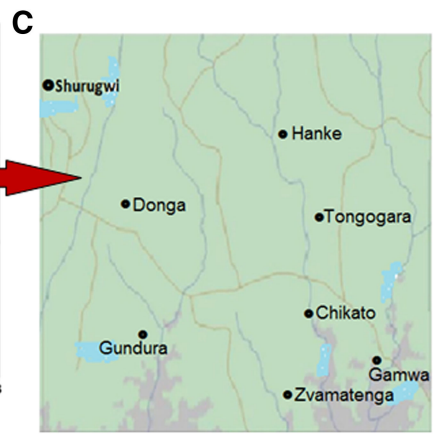 C
Shurugwi
Hanke
Donga
Tongogara
Chikato
Gundura
Gamwa
Zvamatenga